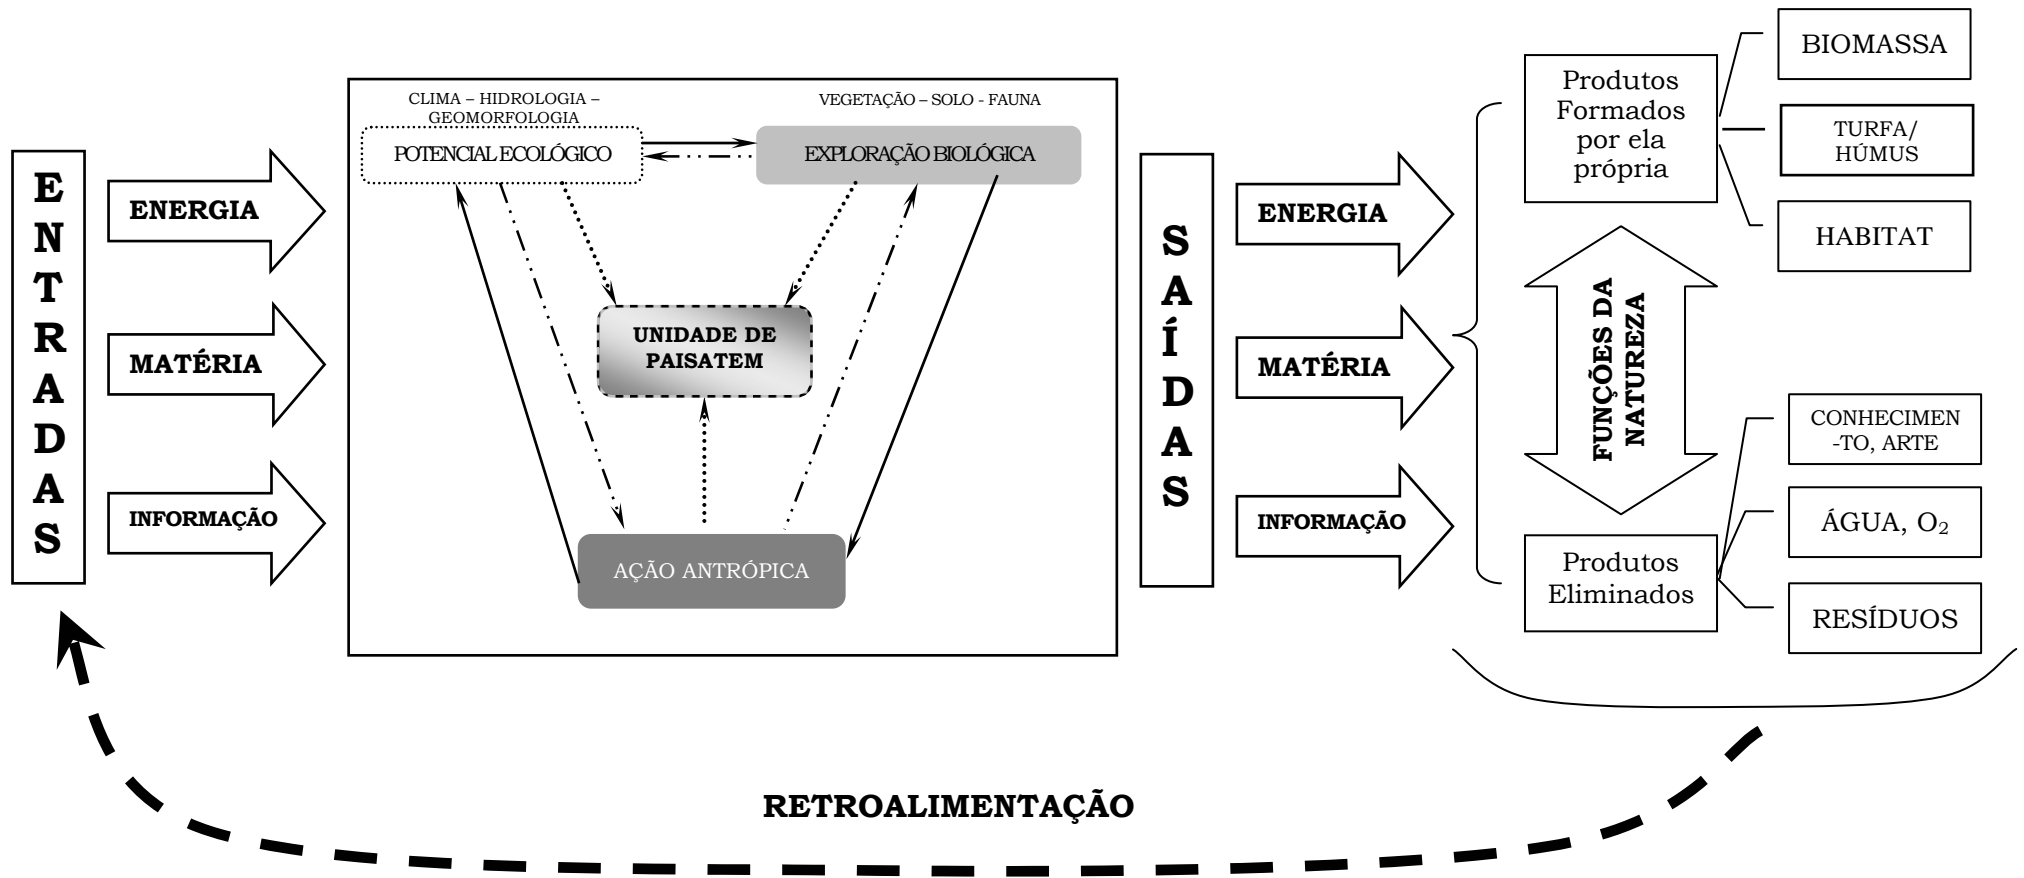 ENTRADAS
ENERGIA
MATÉRIA
INFORMAÇÃO
CLIMA – HIDROLOGIA –
GEOMORFOLOGIA
POTENCIAL ECOLÓGICO
VEGETAÇÃO – SOLO - FAUNA
EXPLORAÇÃO BIOLÓGICA
UNIDADE DE
PAISATEM
AÇÃO ANTRÓPICA
SAÍDAS
ENERGIA
MATÉRIA
INFORMAÇÃO
Produtos
Formados
por ela
própria
BIOMASSA
TURFA/
HÚMUS
HABITAT
FUNÇÕES DA
NATUREZA
Produtos
Eliminados
CONHECIMEN
-TO, ARTE
ÁGUA, O₂
RESÍDUOS
RETROALIMENTAÇÃO